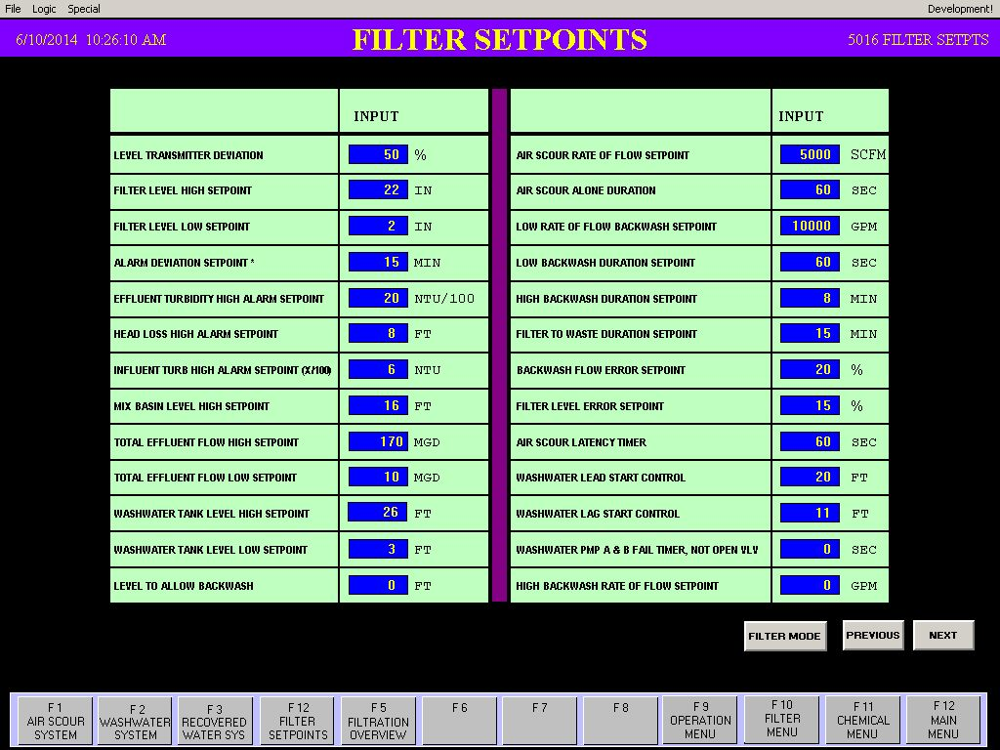 File Logic Special Development!
6/10/2014 10:26:10 AM FILTER SETPOINTS 5016 FILTER SETPTS
INPUT INPUT
LEVEL TRANSMITTER DEVIATION 50 % AIR SCOUR RATE OF FLOW SETPOINT 5000 SCFM
FILTER LEVEL HIGH SETPOINT 22 IN AIR SCOUR ALONE DURATION 60 SEC
FILTER LEVEL LOW SETPOINT 2 IN LOW RATE OF FLOW BACKWASH SETPOINT 10000 GPM
ALARM DEVIATION SETPOINT * 15 MIN LOW BACKWASH DURATION SETPOINT 60 SEC
EFFLUENT TURBIDITY HIGH ALARM SETPOINT 20 NTU/100 HIGH BACKWASH DURATION SETPOINT 8 MIN
HEAD LOSS HIGH ALARM SETPOINT 8 FT FILTER TO WASTE DURATION SETPOINT 15 MIN
INFLUENT TURB HIGH ALARM SETPOINT (X/100) 6 NTU BACKWASH FLOW ERROR SETPOINT 20 %
MIX BASIN LEVEL HIGH SETPOINT 16 FT FILTER LEVEL ERROR SETPOINT 15 %
TOTAL EFFLUENT FLOW HIGH SETPOINT 170 MGD AIR SCOUR LATENCY TIMER 60 SEC
TOTAL EFFLUENT FLOW LOW SETPOINT 10 MGD WASHWATER LEAD START CONTROL 20 FT
WASHWATER TANK LEVEL HIGH SETPOINT 26 FT WASHWATER LAG START CONTROL 11 FT
WASHWATER TANK LEVEL LOW SETPOINT 3 FT WASHWATER PMP A & B FAIL TIMER, NOT OPEN VLV 0 SEC
LEVEL TO ALLOW BACKWASH 0 FT HIGH BACKWASH RATE OF FLOW SETPOINT 0 GPM
FILTER MODE PREVIOUS NEXT
F 1 F 2 F 3 F 12 F 5 F 6 F 7 F 8 F 9 F 10 F 11 F 12
AIR SCOUR WASHWATER RECOVERED FILTER FILTRATION OPERATION FILTER CHEMICAL MAIN
SYSTEM SYSTEM WATER SYS SETPOINTS OVERVIEW MENU MENU MENU MENU